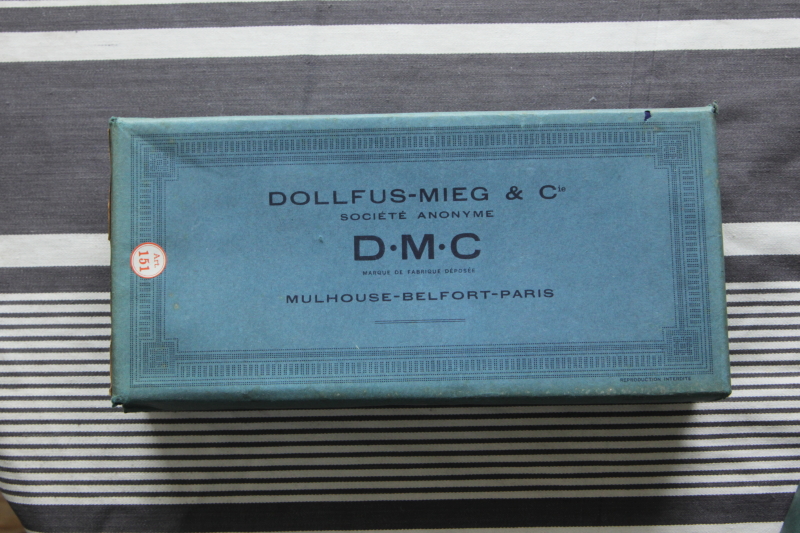 DOLLFUS-MIEG & Cie
SOCIÉTÉ ANONYME
D·M·C
MARQUE DE FABRIQUE DÉPOSÉE
MULHOUSE-BELFORT-PARIS
REPRODUCTION INTERDITE
Art.
151